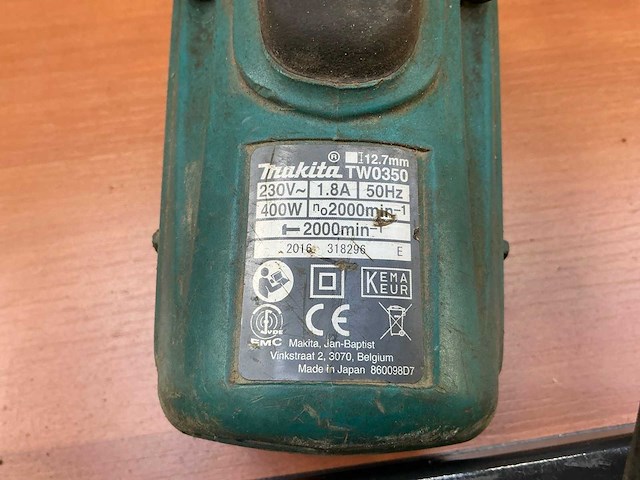 makita® 12.7mm
TW0350
230V~ 1.8A 50Hz
400W n₀2000min⁻¹
2000min⁻¹
2016 318296 E
KEMA
KEUR
VDE
EMC
CE
Makita, Jan-Baptist
Vinkstraat 2, 3070, Belgium
Made in Japan 860098D7